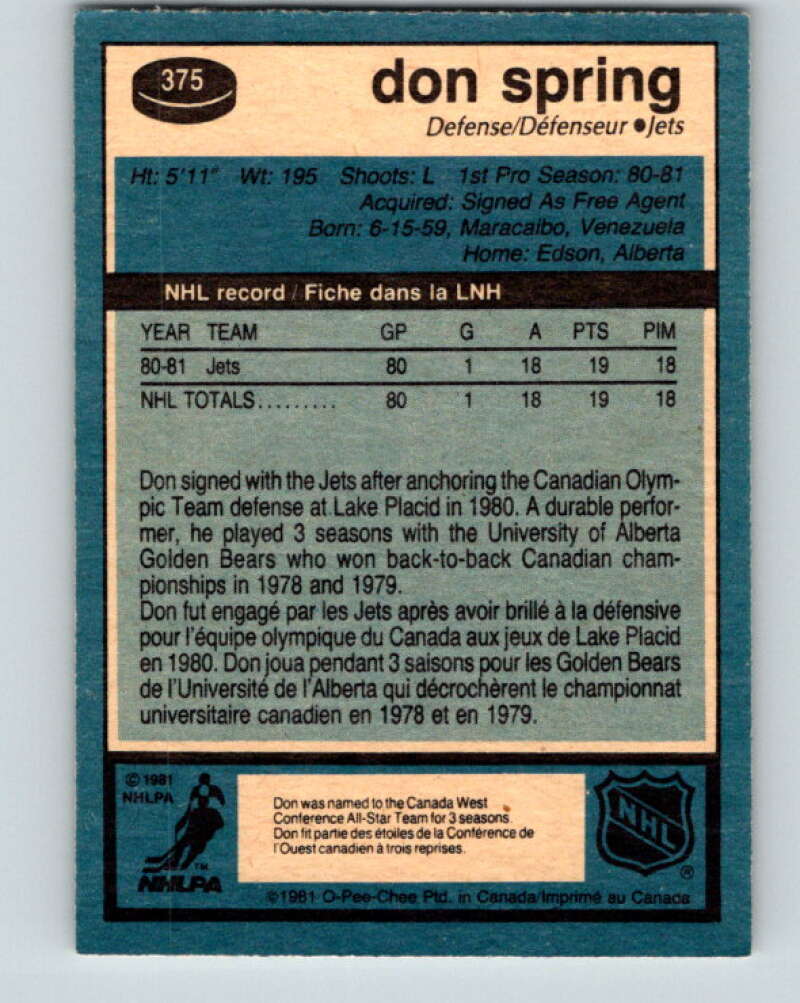 375
don spring
Defense/Défenseur ●Jets
Ht: 5'11" Wt: 195 Shoots: L 1st Pro Season: 80-81
Acquired: Signed As Free Agent
Born: 6-15-59, Maracaibo, Venezuela
Home: Edson, Alberta
NHL record / Fiche dans la LNH
YEAR TEAM GP G A PTS PIM
80-81 Jets 80 1 18 19 18
NHL TOTALS......... 80 1 18 19 18
Don signed with the Jets after anchoring the Canadian Olym-
pic Team defense at Lake Placid in 1980. A durable perfor-
mer, he played 3 seasons with the University of Alberta
Golden Bears who won back-to-back Canadian cham-
pionships in 1978 and 1979.
Don fut engagé par les Jets après avoir brillé à la défensive
pour l'équipe olympique du Canada aux jeux de Lake Placid
en 1980. Don joua pendant 3 saisons pour les Golden Bears
de l'Université de l'Alberta qui décrochèrent le championnat
universitaire canadien en 1978 et en 1979.
© 1981
NHLPA
TM
NHLPA
Don was named to the Canada West
Conference All-Star Team for 3 seasons.
Don fit partie des étoiles de la Conférence de
l'Ouest canadien à trois reprises.
NHL
®
©1981 O-Pee-Chee Ptd. in Canada/Imprimé au Canada